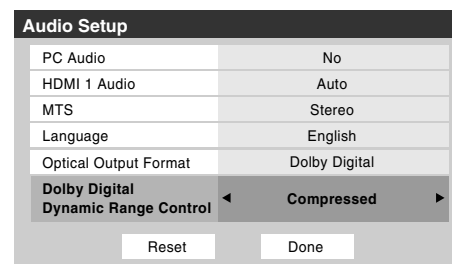 Audio Setup
PC Audio No
HDMI 1 Audio Auto
MTS Stereo
Language English
Optical Output Format Dolby Digital
Dolby Digital
Dynamic Range Control Compressed
Reset Done